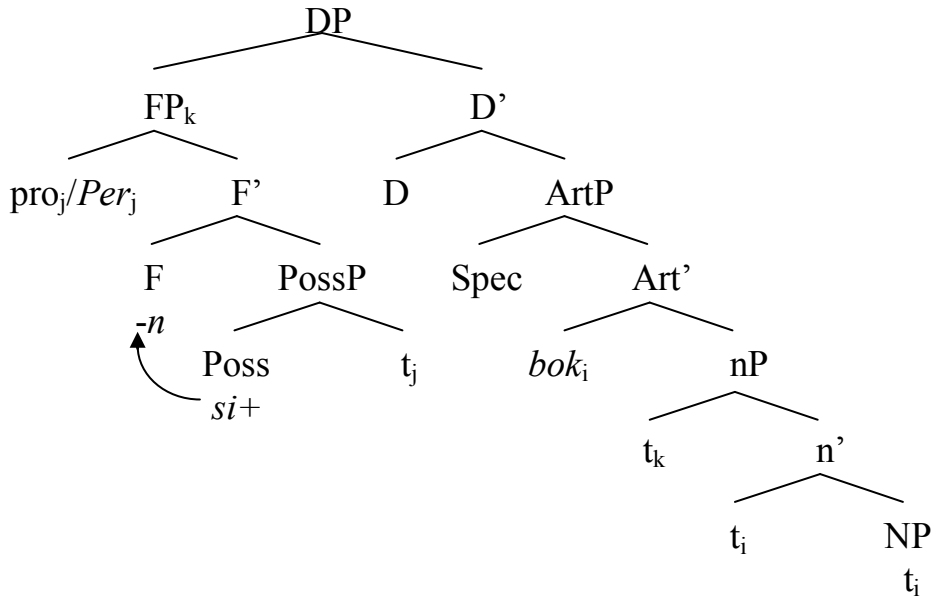 DP
FPₖ D’
proⱼ/Perⱼ F’ D ArtP
F PossP Spec Art’
-n
Poss tⱼ bokᵢ nP
si+
tₖ n’
tᵢ NP
tᵢ